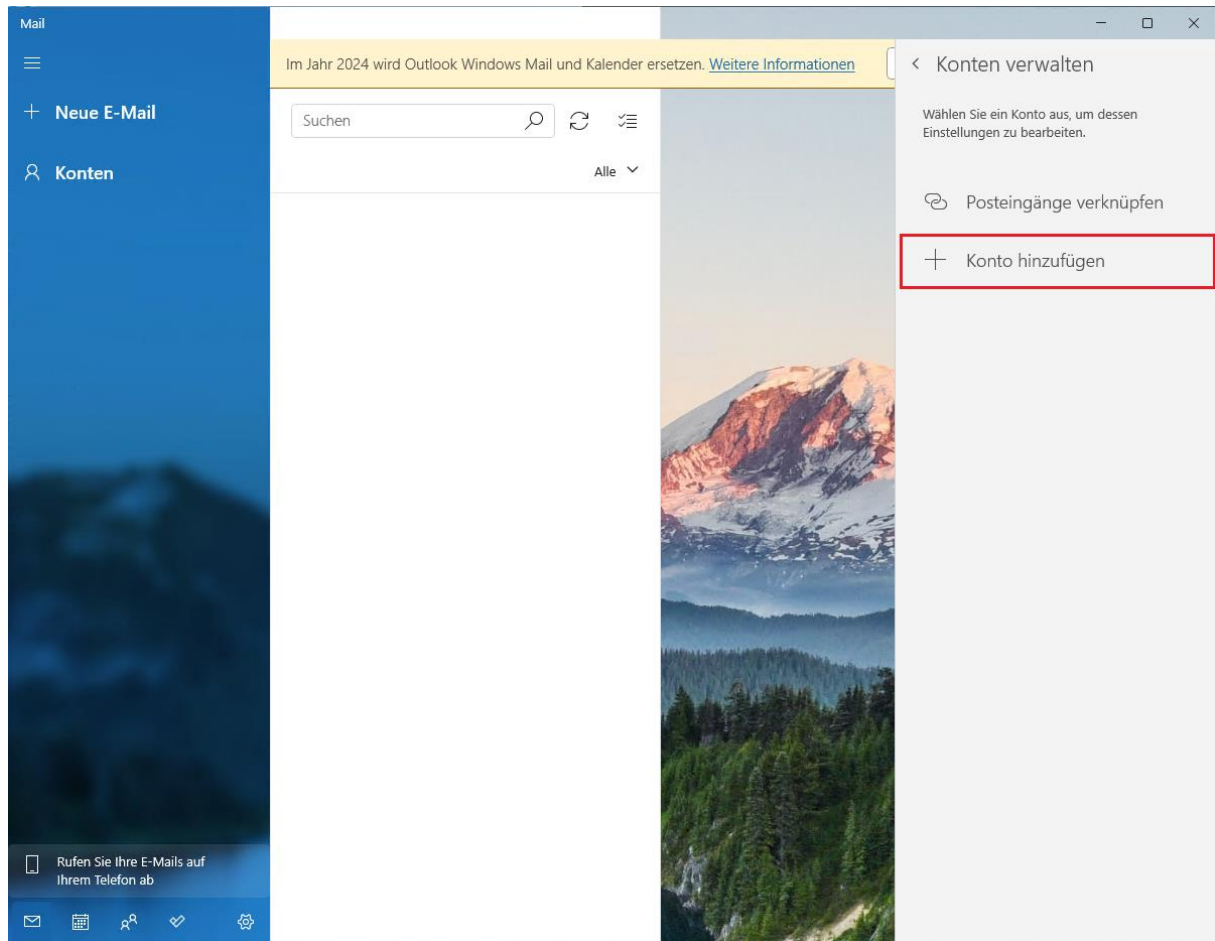 Mail
Neue E-Mail
Konten
Rufen Sie Ihre E-Mails auf
Ihrem Telefon ab
Im Jahr 2024 wird Outlook Windows Mail und Kalender ersetzen. Weitere Informationen
Suchen
Alle
Konten verwalten
Wählen Sie ein Konto aus, um dessen
Einstellungen zu bearbeiten.
Posteingänge verknüpfen
Konto hinzufügen